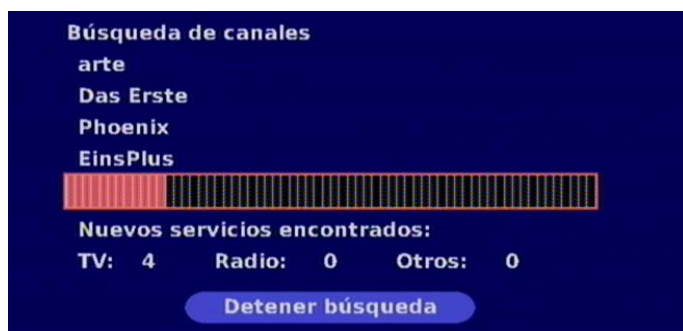 Búsqueda de canales
arte
Das Erste
Phoenix
EinsPlus
Nuevos servicios encontrados:
TV: 4 Radio: 0 Otros: 0
Detener búsqueda